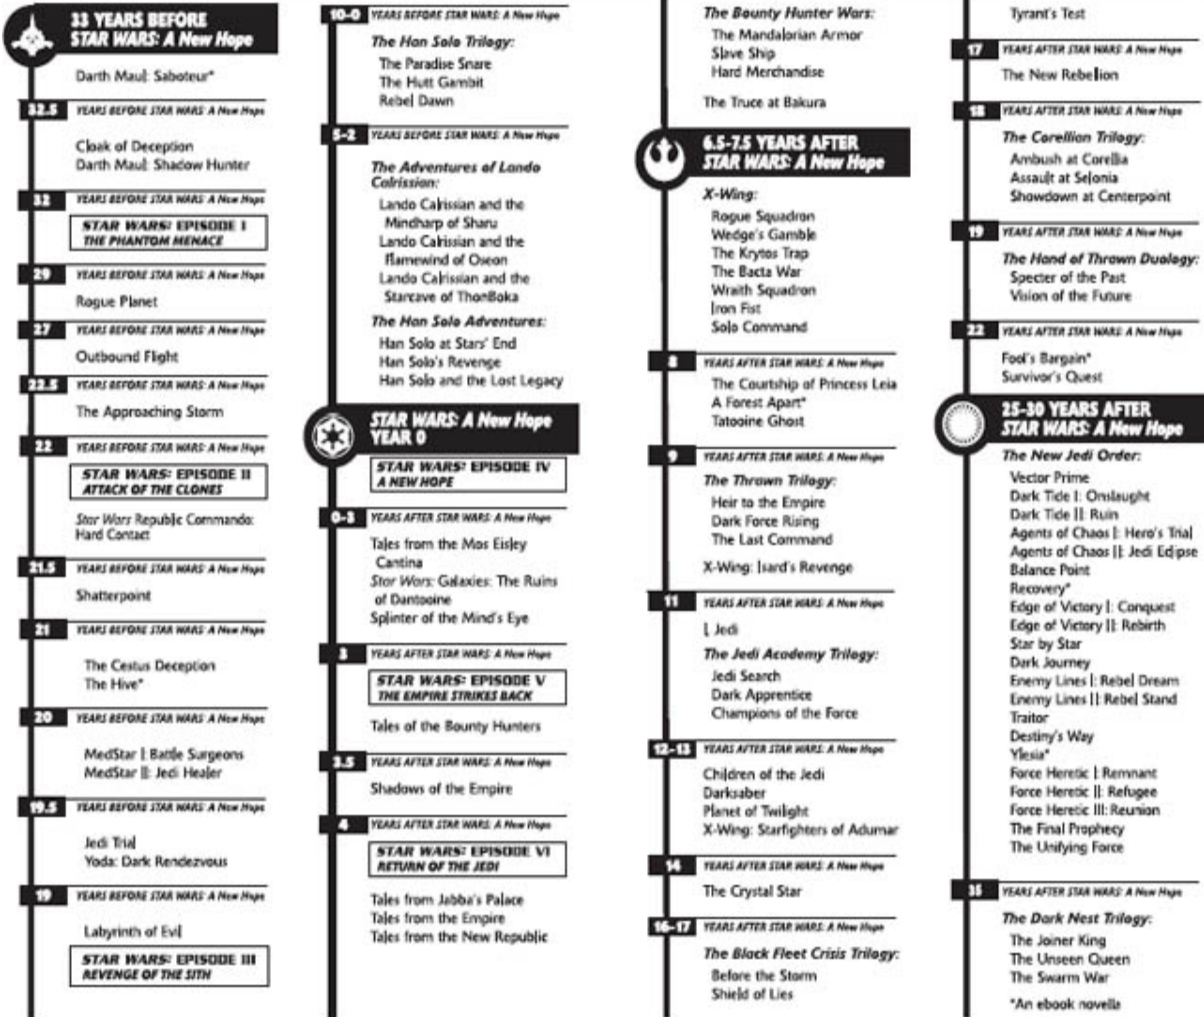 33 YEARS BEFORE
STAR WARS: A New Hope
Darth Maul: Saboteur*
32.5 YEARS BEFORE STAR WARS: A New Hope
Cloak of Deception
Darth Maul: Shadow Hunter
32 YEARS BEFORE STAR WARS: A New Hope
STAR WARS: EPISODE I
THE PHANTOM MENACE
29 YEARS BEFORE STAR WARS: A New Hope
Rogue Planet
27 YEARS BEFORE STAR WARS: A New Hope
Outbound Flight
22.5 YEARS BEFORE STAR WARS: A New Hope
The Approaching Storm
22 YEARS BEFORE STAR WARS: A New Hope
STAR WARS: EPISODE II
ATTACK OF THE CLONES
Star Wars Republic Commando:
Hard Contact
21.5 YEARS BEFORE STAR WARS: A New Hope
Shatterpoint
21 YEARS BEFORE STAR WARS: A New Hope
The Cestus Deception
The Hive*
20 YEARS BEFORE STAR WARS: A New Hope
MedStar I: Battle Surgeons
MedStar II: Jedi Healer
19.5 YEARS BEFORE STAR WARS: A New Hope
Jedi Trial
Yoda: Dark Rendezvous
19 YEARS BEFORE STAR WARS: A New Hope
Labyrinth of Evil
STAR WARS: EPISODE III
REVENGE OF THE SITH
10-0 YEARS BEFORE STAR WARS: A New Hope
The Han Solo Trilogy:
The Paradise Snare
The Hutt Gambit
Rebel Dawn
5-2 YEARS BEFORE STAR WARS: A New Hope
The Adventures of Lando
Calrissian:
Lando Calrissian and the
Mindharp of Sharu
Lando Calrissian and the
Flamewind of Oseon
Lando Calrissian and the
Starcave of ThonBoka
The Han Solo Adventures:
Han Solo at Stars' End
Han Solo's Revenge
Han Solo and the Lost Legacy
STAR WARS: A New Hope
YEAR 0
STAR WARS: EPISODE IV
A NEW HOPE
0-3 YEARS AFTER STAR WARS: A New Hope
Tales from the Mos Eisley
Cantina
Star Wars: Galaxies: The Ruins
of Dantooine
Splinter of the Mind's Eye
3 YEARS AFTER STAR WARS: A New Hope
STAR WARS: EPISODE V
THE EMPIRE STRIKES BACK
Tales of the Bounty Hunters
3.5 YEARS AFTER STAR WARS: A New Hope
Shadows of the Empire
4 YEARS AFTER STAR WARS: A New Hope
STAR WARS: EPISODE VI
RETURN OF THE JEDI
Tales from Jabba's Palace
Tales from the Empire
Tales from the New Republic
The Bounty Hunter Wars:
The Mandalorian Armor
Slave Ship
Hard Merchandise
The Truce at Bakura
6.5-7.5 YEARS AFTER
STAR WARS: A New Hope
X-Wing:
Rogue Squadron
Wedge's Gamble
The Krytos Trap
The Bacta War
Wraith Squadron
Iron Fist
Solo Command
8 YEARS AFTER STAR WARS: A New Hope
The Courtship of Princess Leia
A Forest Apart*
Tatooine Ghost
9 YEARS AFTER STAR WARS: A New Hope
The Thrawn Trilogy:
Heir to the Empire
Dark Force Rising
The Last Command
X-Wing: Isard's Revenge
11 YEARS AFTER STAR WARS: A New Hope
I, Jedi
The Jedi Academy Trilogy:
Jedi Search
Dark Apprentice
Champions of the Force
12-13 YEARS AFTER STAR WARS: A New Hope
Children of the Jedi
Darksaber
Planet of Twilight
X-Wing: Starfighters of Adumar
14 YEARS AFTER STAR WARS: A New Hope
The Crystal Star
16-17 YEARS AFTER STAR WARS: A New Hope
The Black Fleet Crisis Trilogy:
Before the Storm
Shield of Lies
Tyrant's Test
17 YEARS AFTER STAR WARS: A New Hope
The New Rebellion
18 YEARS AFTER STAR WARS: A New Hope
The Corellian Trilogy:
Ambush at Corellia
Assault at Selonia
Showdown at Centerpoint
19 YEARS AFTER STAR WARS: A New Hope
The Hand of Thrawn Duology:
Specter of the Past
Vision of the Future
22 YEARS AFTER STAR WARS: A New Hope
Fool's Bargain*
Survivor's Quest
25-30 YEARS AFTER
STAR WARS: A New Hope
The New Jedi Order:
Vector Prime
Dark Tide I: Onslaught
Dark Tide II: Ruin
Agents of Chaos I: Hero's Trial
Agents of Chaos II: Jedi Eclipse
Balance Point
Recovery*
Edge of Victory I: Conquest
Edge of Victory II: Rebirth
Star by Star
Dark Journey
Enemy Lines I: Rebel Dream
Enemy Lines II: Rebel Stand
Traitor
Destiny's Way
Ylesia*
Force Heretic I: Remnant
Force Heretic II: Refugee
Force Heretic III: Reunion
The Final Prophecy
The Unifying Force
35 YEARS AFTER STAR WARS: A New Hope
The Dark Nest Trilogy:
The Joiner King
The Unseen Queen
The Swarm War
*An ebook novella